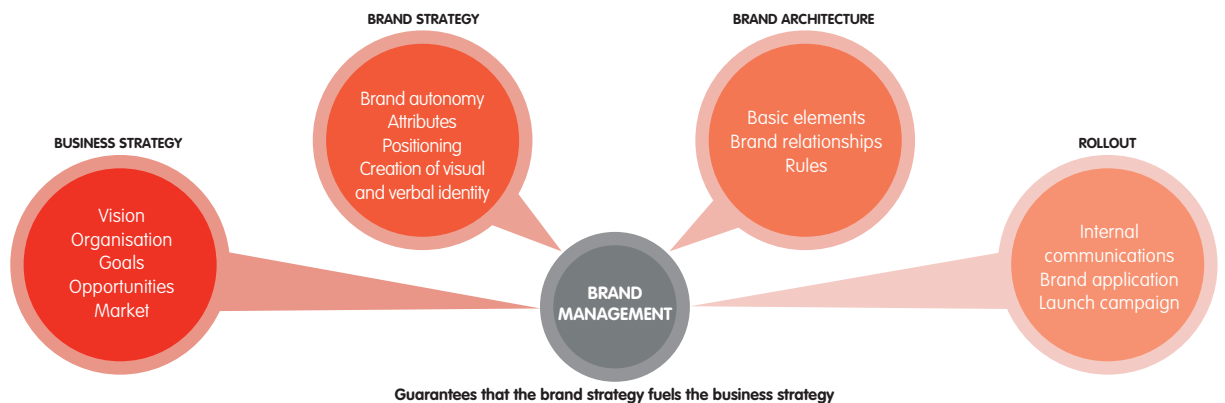 BUSINESS STRATEGY
Vision
Organisation
Goals
Opportunities
Market
BRAND STRATEGY
Brand autonomy
Attributes
Positioning
Creation of visual
and verbal identity
BRAND ARCHITECTURE
Basic elements
Brand relationships
Rules
ROLLOUT
Internal
communications
Brand application
Launch campaign
BRAND
MANAGEMENT
Guarantees that the brand strategy fuels the business strategy